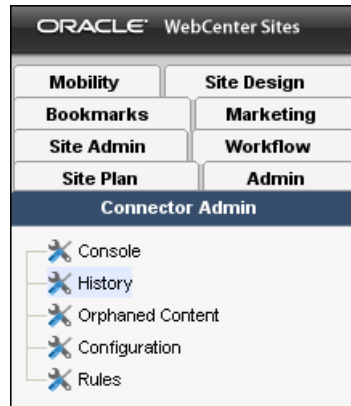 ORACLE® WebCenter Sites
Mobility Site Design
Bookmarks Marketing
Site Admin Workflow
Site Plan Admin
Connector Admin
Console
History
Orphaned Content
Configuration
Rules